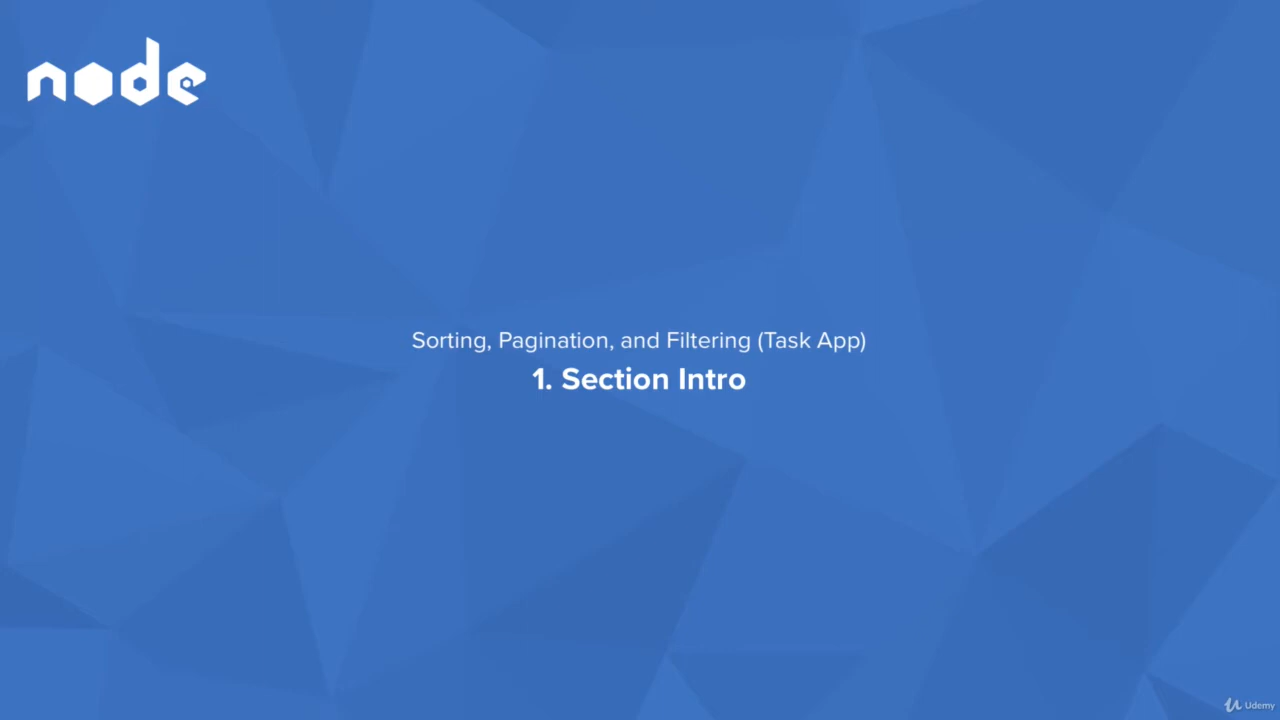 node
Sorting, Pagination, and Filtering (Task App)
1. Section Intro
Udemy